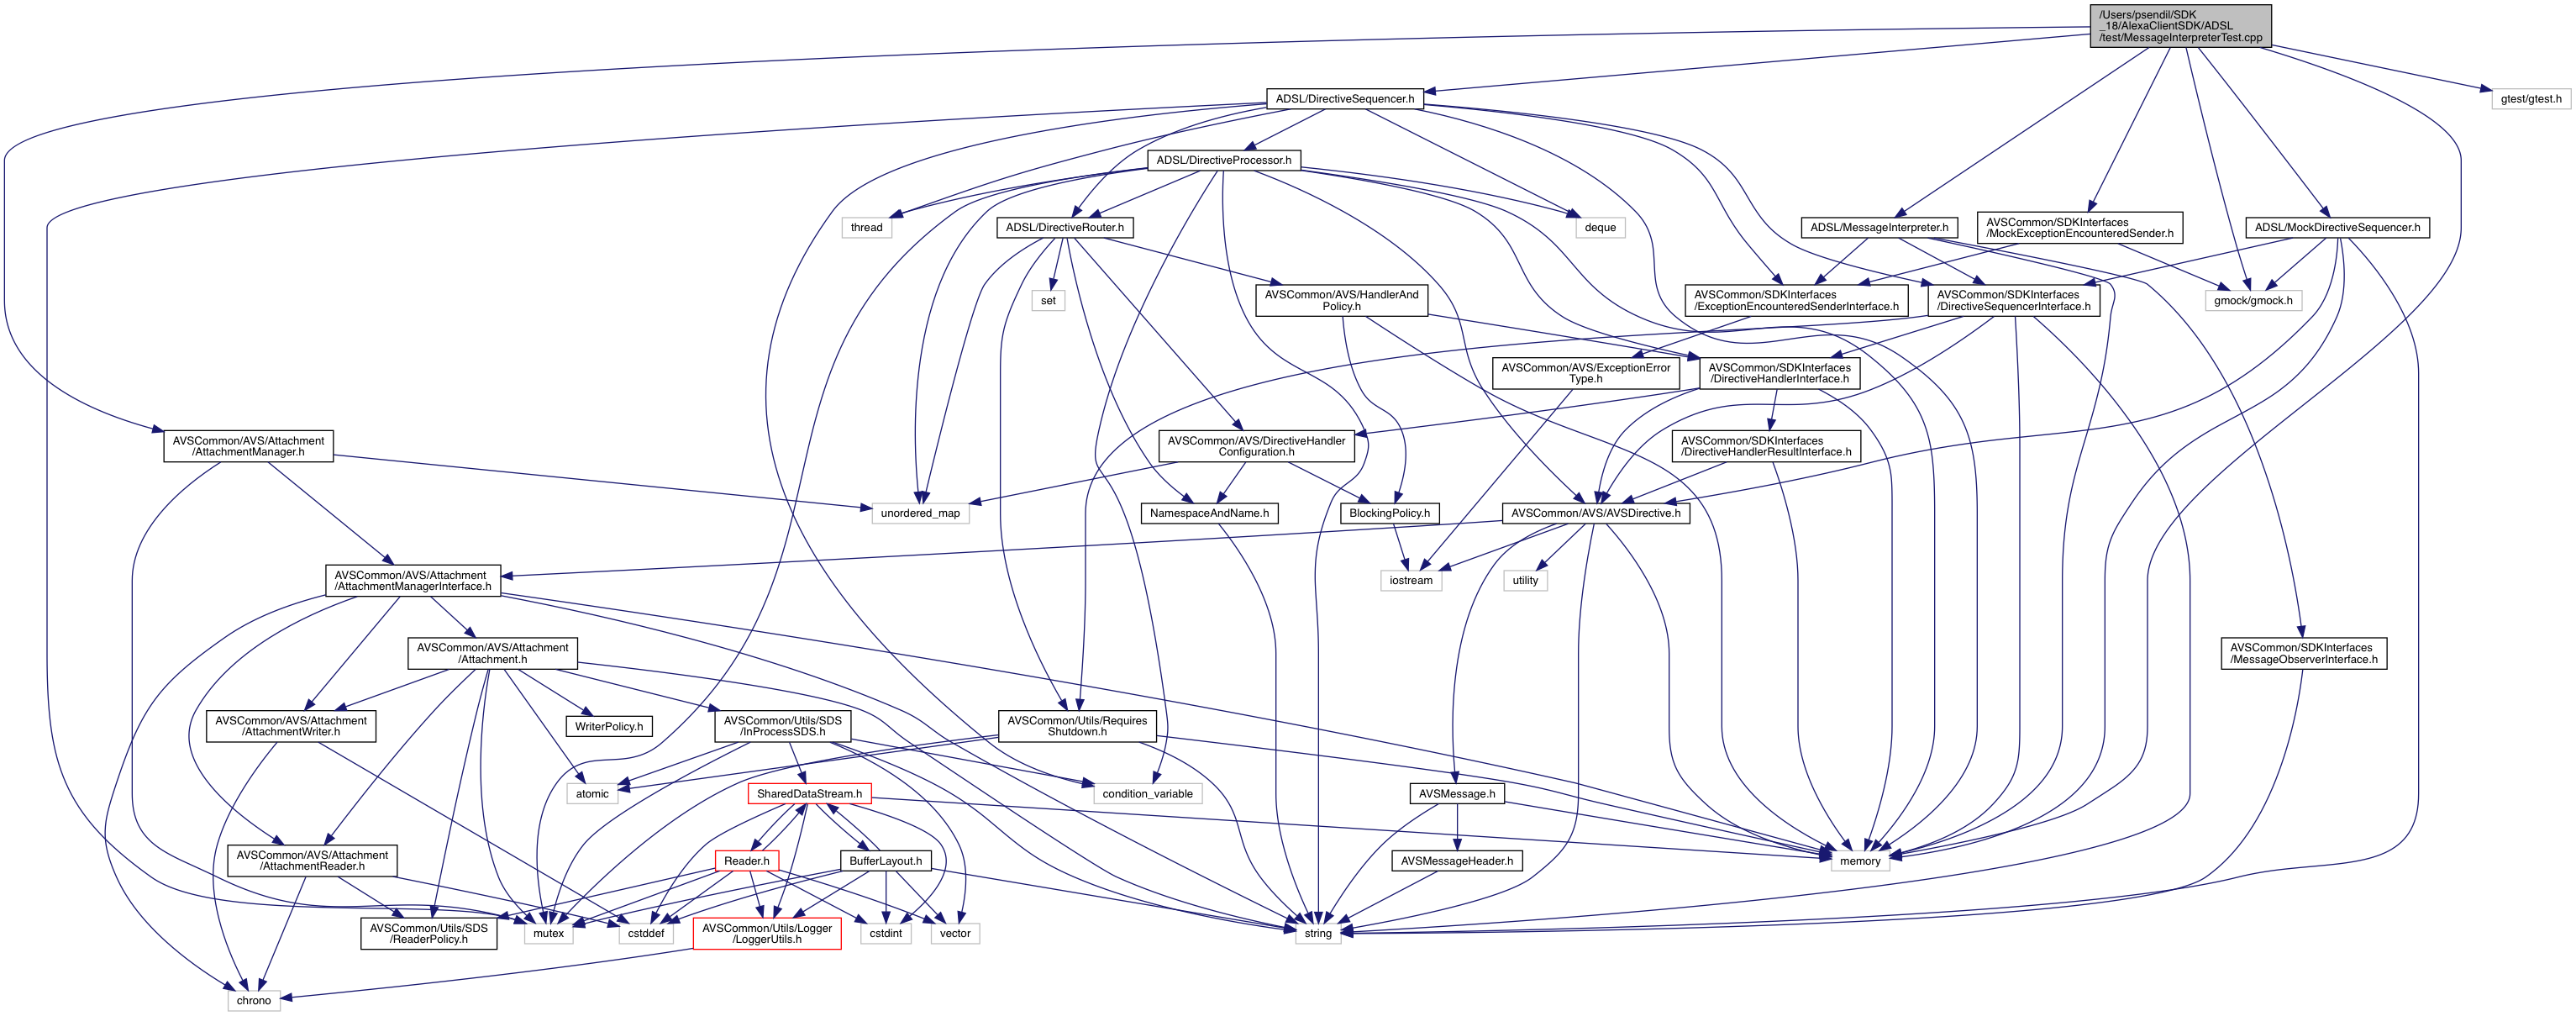 /Users/psendil/SDK
_18/AlexaClientSDK/ADSL
/test/MessageInterpreterTest.cpp
ADSL/DirectiveSequencer.h
gtest/gtest.h
ADSL/DirectiveProcessor.h
thread
ADSL/DirectiveRouter.h
deque
ADSL/MessageInterpreter.h
AVSCommon/SDKInterfaces
/MockExceptionEncounteredSender.h
ADSL/MockDirectiveSequencer.h
set
AVSCommon/AVS/HandlerAnd
Policy.h
AVSCommon/SDKInterfaces
/ExceptionEncounteredSenderInterface.h
AVSCommon/SDKInterfaces
/DirectiveSequencerInterface.h
gmock/gmock.h
AVSCommon/AVS/ExceptionError
Type.h
AVSCommon/SDKInterfaces
/DirectiveHandlerInterface.h
AVSCommon/AVS/Attachment
/AttachmentManager.h
AVSCommon/AVS/DirectiveHandler
Configuration.h
AVSCommon/SDKInterfaces
/DirectiveHandlerResultInterface.h
unordered_map
NamespaceAndName.h
BlockingPolicy.h
AVSCommon/AVS/AVSDirective.h
AVSCommon/AVS/Attachment
/AttachmentManagerInterface.h
iostream
utility
AVSCommon/AVS/Attachment
/Attachment.h
AVSCommon/SDKInterfaces
/MessageObserverInterface.h
AVSCommon/AVS/Attachment
/AttachmentWriter.h
WriterPolicy.h
AVSCommon/Utils/SDS
/InProcessSDS.h
AVSCommon/Utils/Requires
Shutdown.h
atomic
SharedDataStream.h
condition_variable
AVSMessage.h
AVSCommon/AVS/Attachment
/AttachmentReader.h
Reader.h
BufferLayout.h
AVSMessageHeader.h
memory
AVSCommon/Utils/SDS
/ReaderPolicy.h
mutex
cstddef
AVSCommon/Utils/Logger
/LoggerUtils.h
cstdint
vector
string
chrono